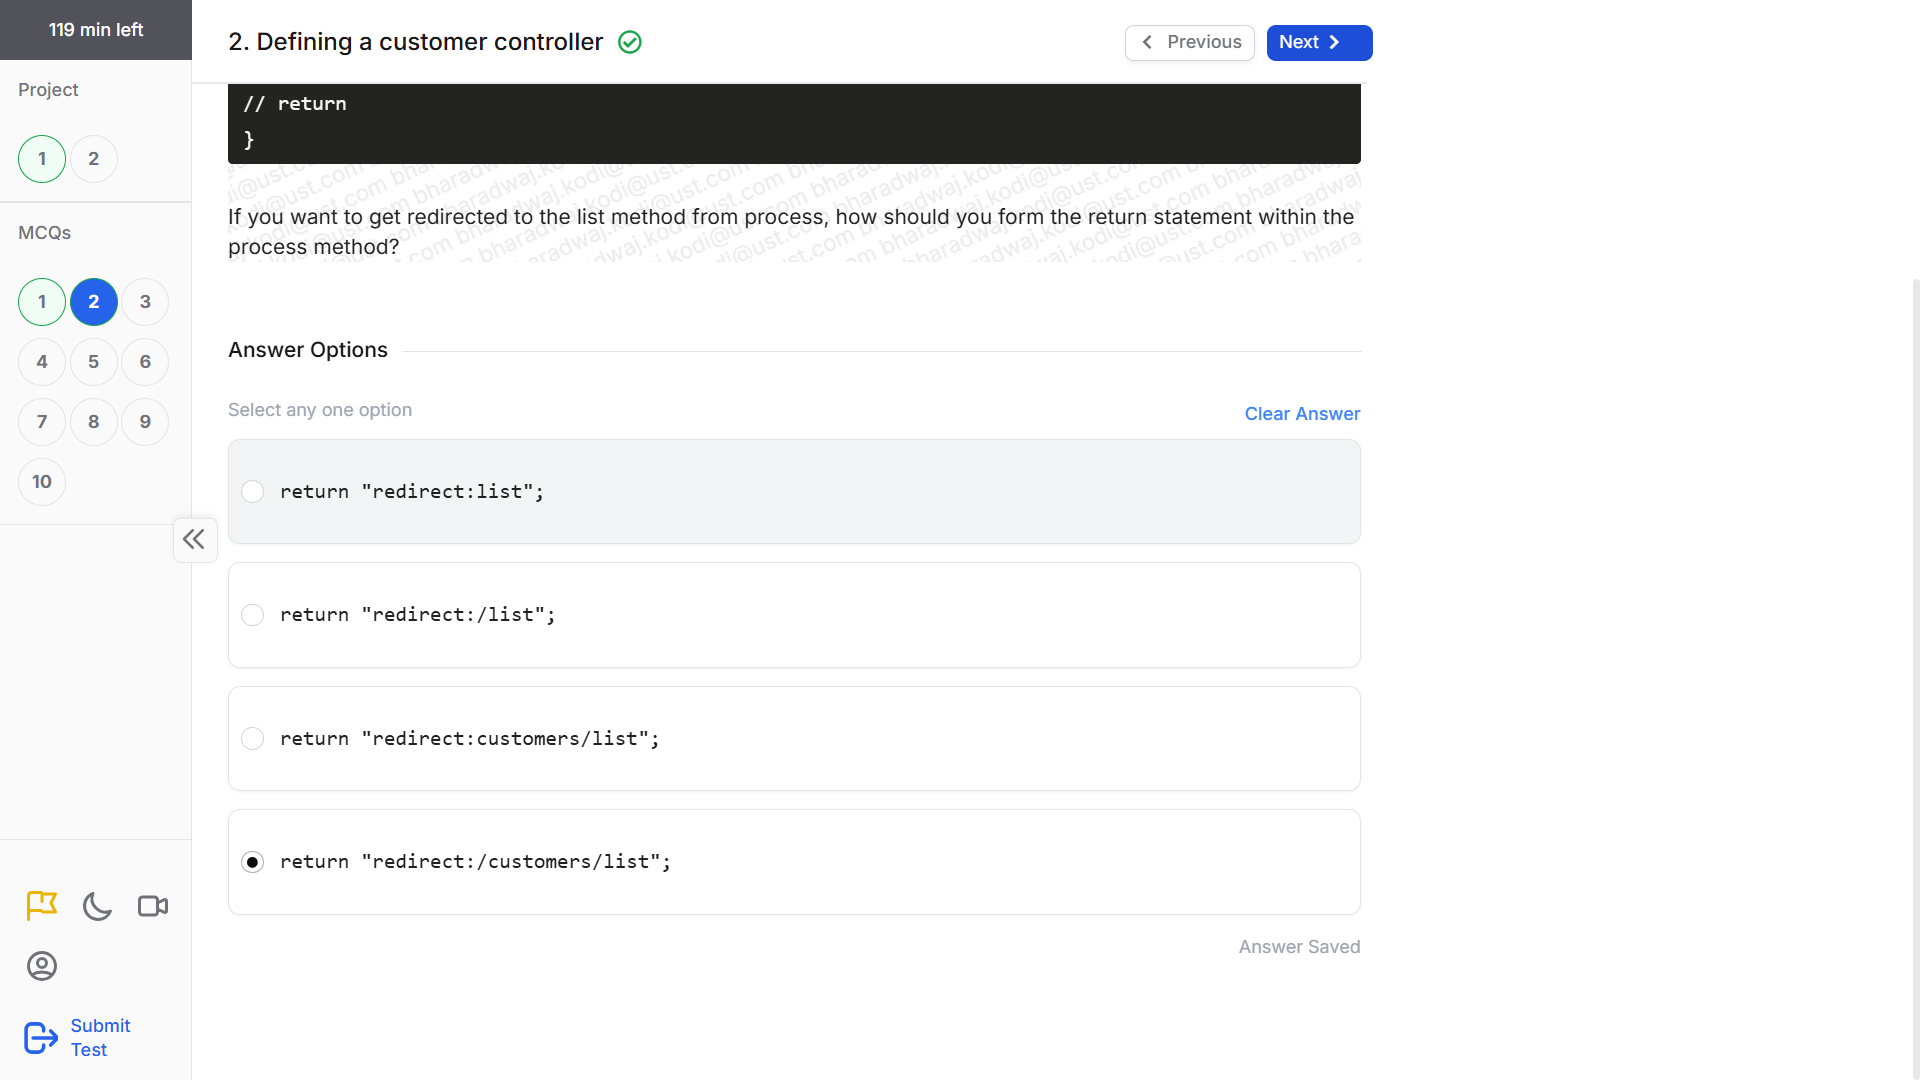 119 min left
2. Defining a customer controller
Previous
Next
Project
1
2
// return
}
If you want to get redirected to the list method from process, how should you form the return statement within the
process method?
MCQs
1
2
3
4
5
6
7
8
9
10
Answer Options
Select any one option
Clear Answer
return "redirect:list";
return "redirect:/list";
return "redirect:customers/list";
return "redirect:/customers/list";
Answer Saved
Submit
Test